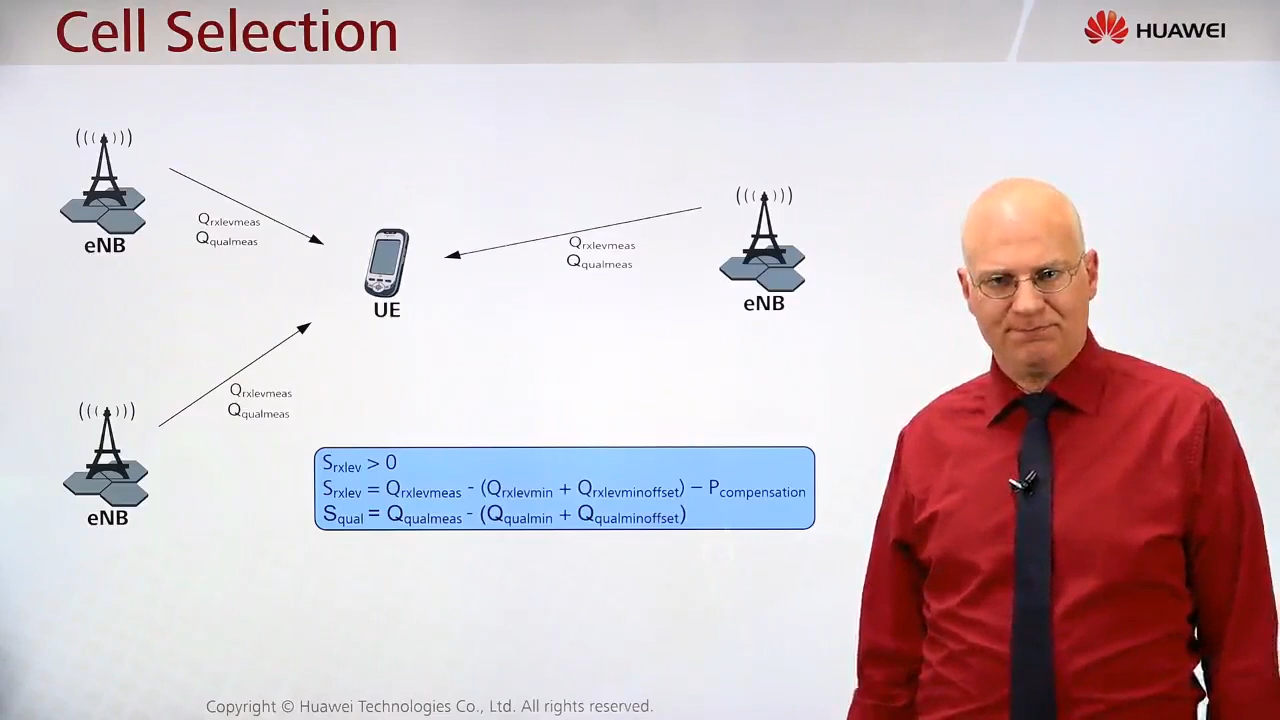 Cell Selection
HUAWEI
eNB
Qrxlevmeas
Qqualmeas
UE
Qrxlevmeas
Qqualmeas
eNB
Qrxlevmeas
Qqualmeas
eNB
Srxlev > 0
Srxlev = Qrxlevmeas - (Qrxlevmin + Qrxlevminoffset) – Pcompensation
Squal = Qqualmeas - (Qqualmin + Qqualminoffset)
Copyright © Huawei Technologies Co., Ltd. All rights reserved.